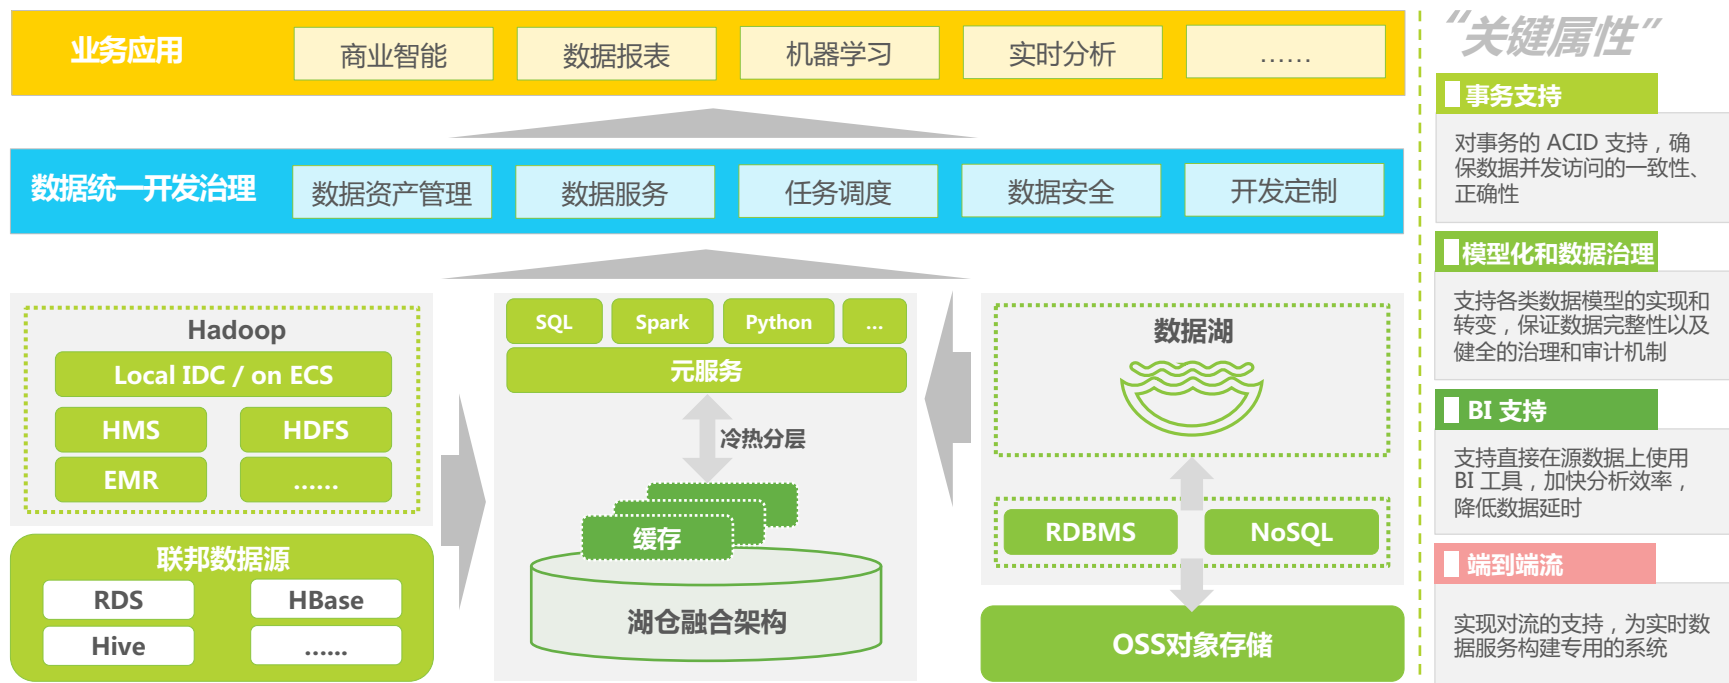 业务应用
商业智能
数据报表
机器学习
实时分析
……
数据统一开发治理
数据资产管理
数据服务
任务调度
数据安全
开发定制
Hadoop
Local IDC / on ECS
HMS
HDFS
EMR
……
联邦数据源
RDS
HBase
Hive
……
SQL
Spark
Python
...
元服务
冷热分层
缓存
湖仓融合架构
数据湖
RDBMS
NoSQL
OSS对象存储
“关键属性”
事务支持
对事务的 ACID 支持，确
保数据并发访问的一致性、
正确性
模型化和数据治理
支持各类数据模型的实现和
转变，保证数据完整性以及
健全的治理和审计机制
BI 支持
支持直接在源数据上使用
BI 工具，加快分析效率，
降低数据延时
端到端流
实现对流的支持，为实时数
据服务构建专用的系统